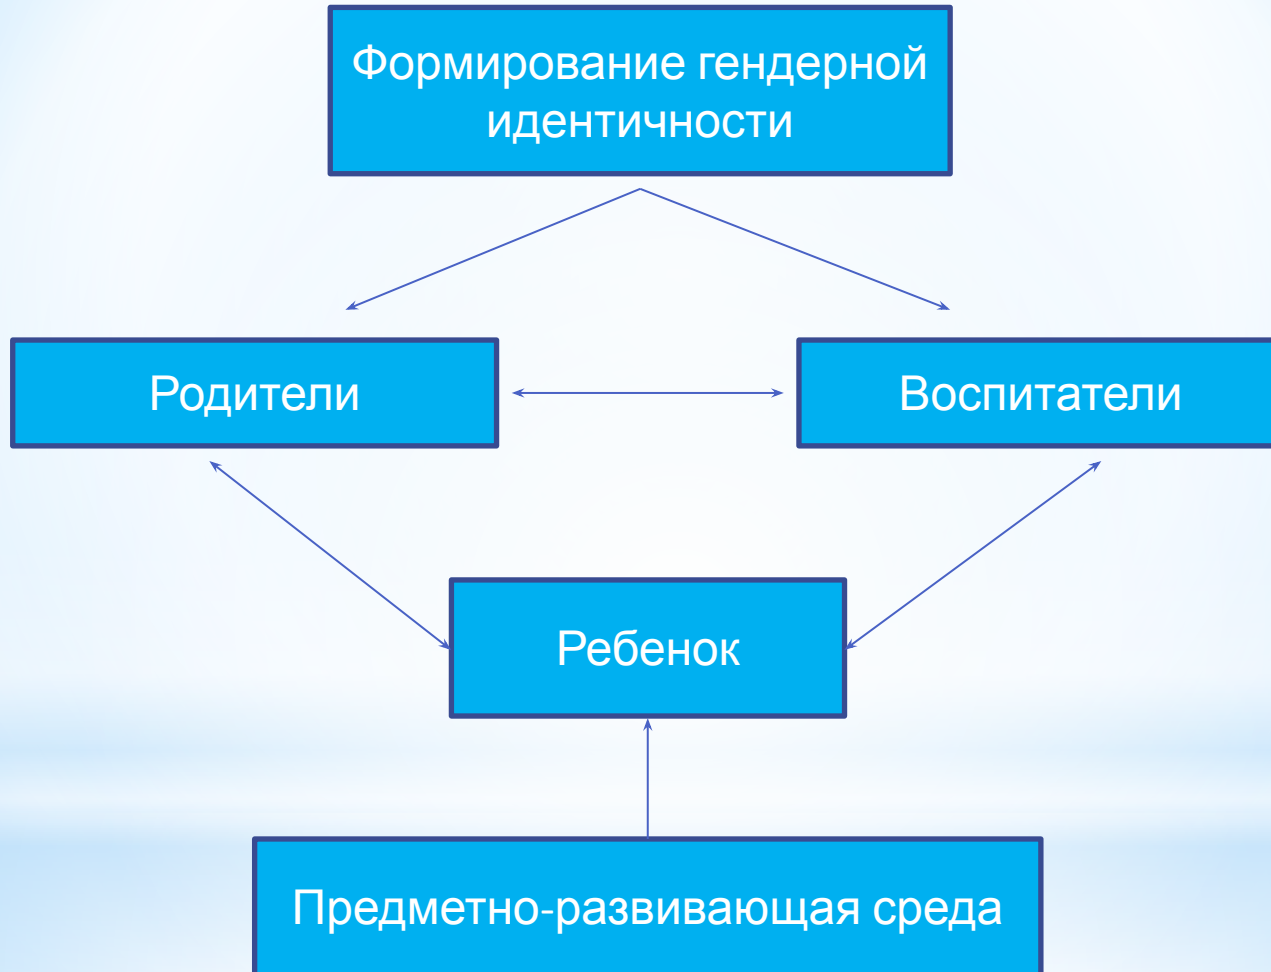 Формирование гендерной
идентичности
Родители
Воспитатели
Ребенок
Предметно-развивающая среда